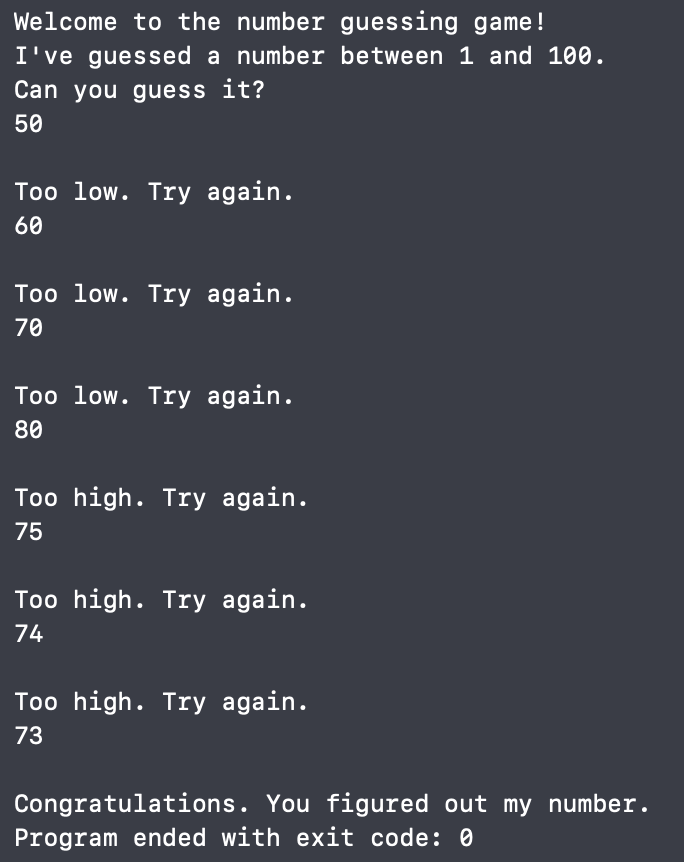 Welcome to the number guessing game!
I've guessed a number between 1 and 100.
Can you guess it?
50
Too low. Try again.
60
Too low. Try again.
70
Too low. Try again.
80
Too high. Try again.
75
Too high. Try again.
74
Too high. Try again.
73
Congratulations. You figured out my number.
Program ended with exit code: 0